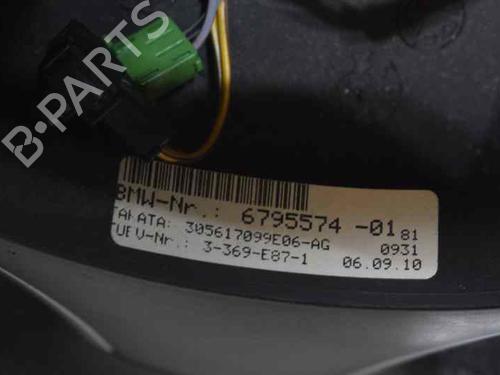 B-PARTS
BMW-Nr.: 6795574 -01 81
TAKATA: 305617099E06-AG 0931
TUEV-Nr.: 3-369-E87-1 06.09.10